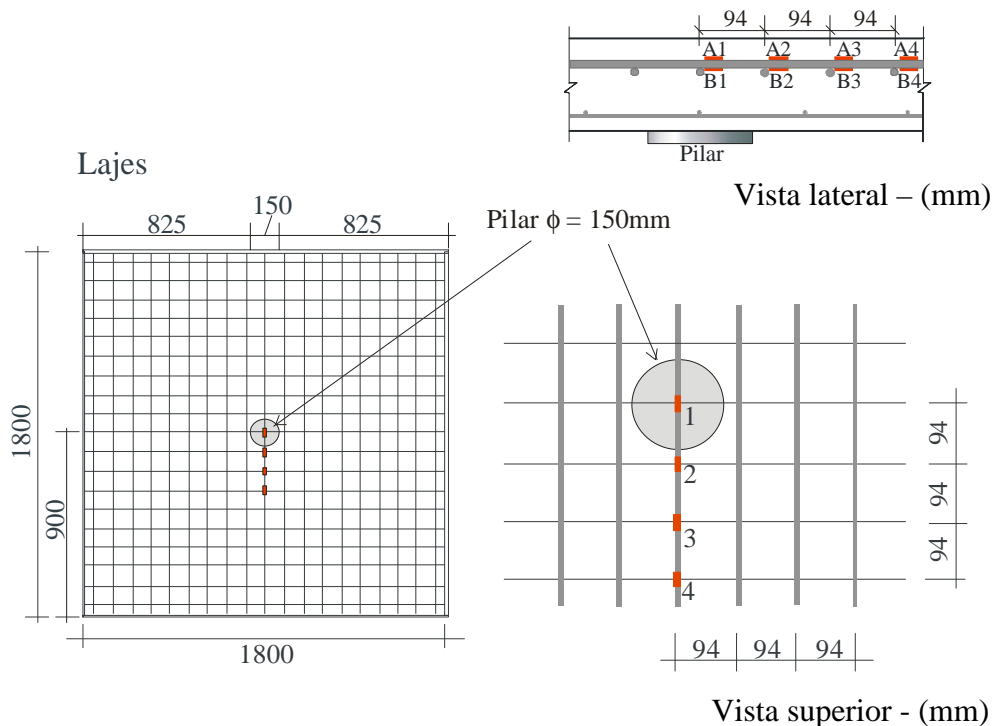 94 94 94
A1 A2 A3 A4
B1 B2 B3 B4
Pilar
Vista lateral – (mm)
Lajes
825 150 825
Pilar ϕ = 150mm
1800
900
1800
1
2
3
4
94
94
94
94 94 94
Vista superior - (mm)